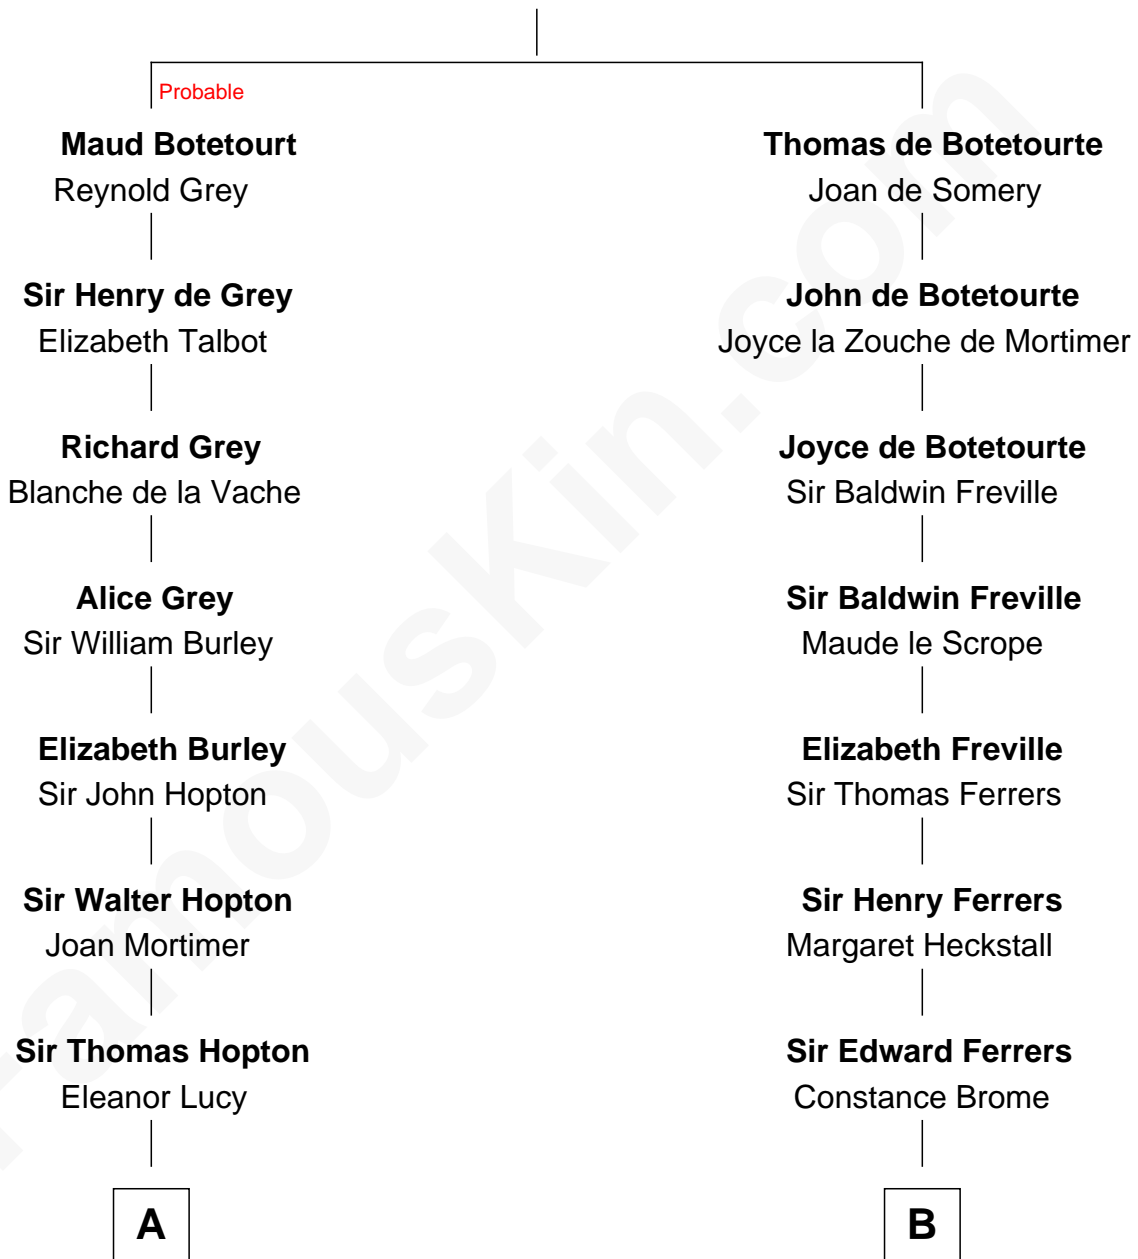 Probable
Maud Botetourt
Reynold Grey
Sir Henry de Grey
Elizabeth Talbot
Richard Grey
Blanche de la Vache
Alice Grey
Sir William Burley
Elizabeth Burley
Sir John Hopton
Sir Walter Hopton
Joan Mortimer
Sir Thomas Hopton
Eleanor Lucy
A
Thomas de Botetourte
Joan de Somery
John de Botetourte
Joyce la Zouche de Mortimer
Joyce de Botetourte
Sir Baldwin Freville
Sir Baldwin Freville
Maude le Scrope
Elizabeth Freville
Sir Thomas Ferrers
Sir Henry Ferrers
Margaret Heckstall
Sir Edward Ferrers
Constance Brome
B
FamousKin.com